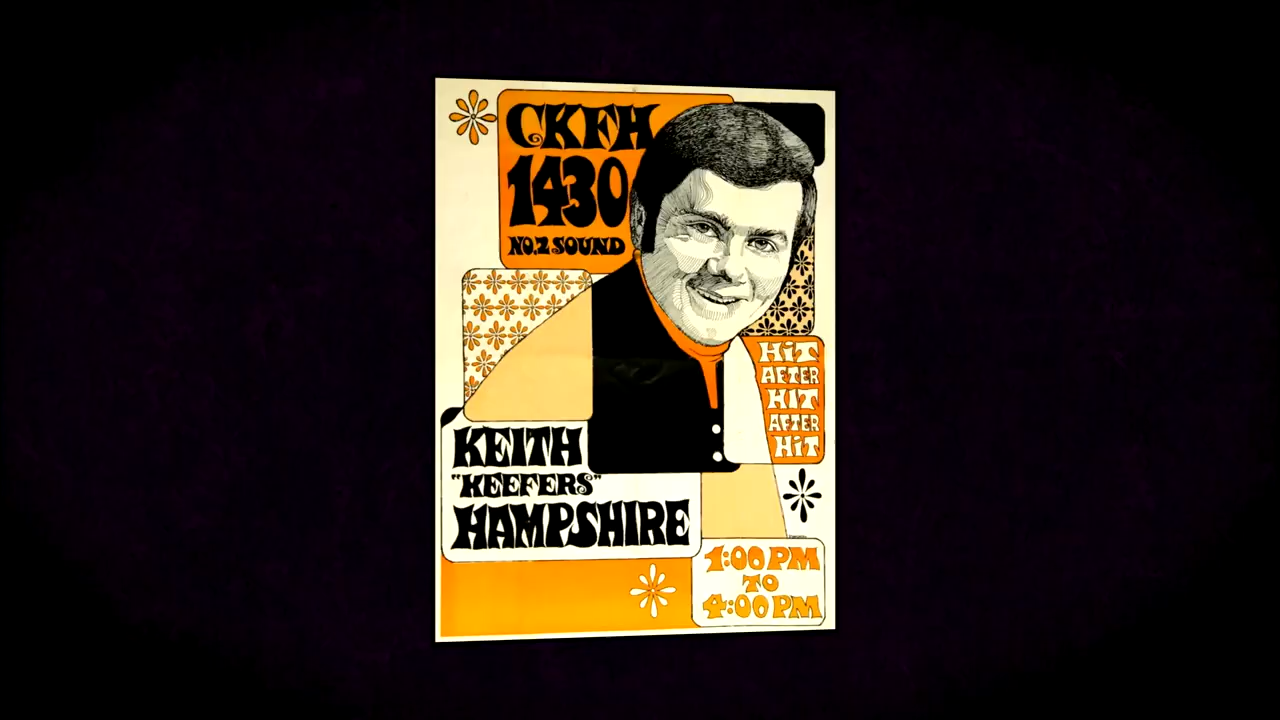 CKFH
1430
NO.1 SOUND
HiT
AFTER
HIT
AFTER
HiT
KEITH
"KEEFERS"
HAMPSHIRE
1:00 PM
TO
4:00 PM